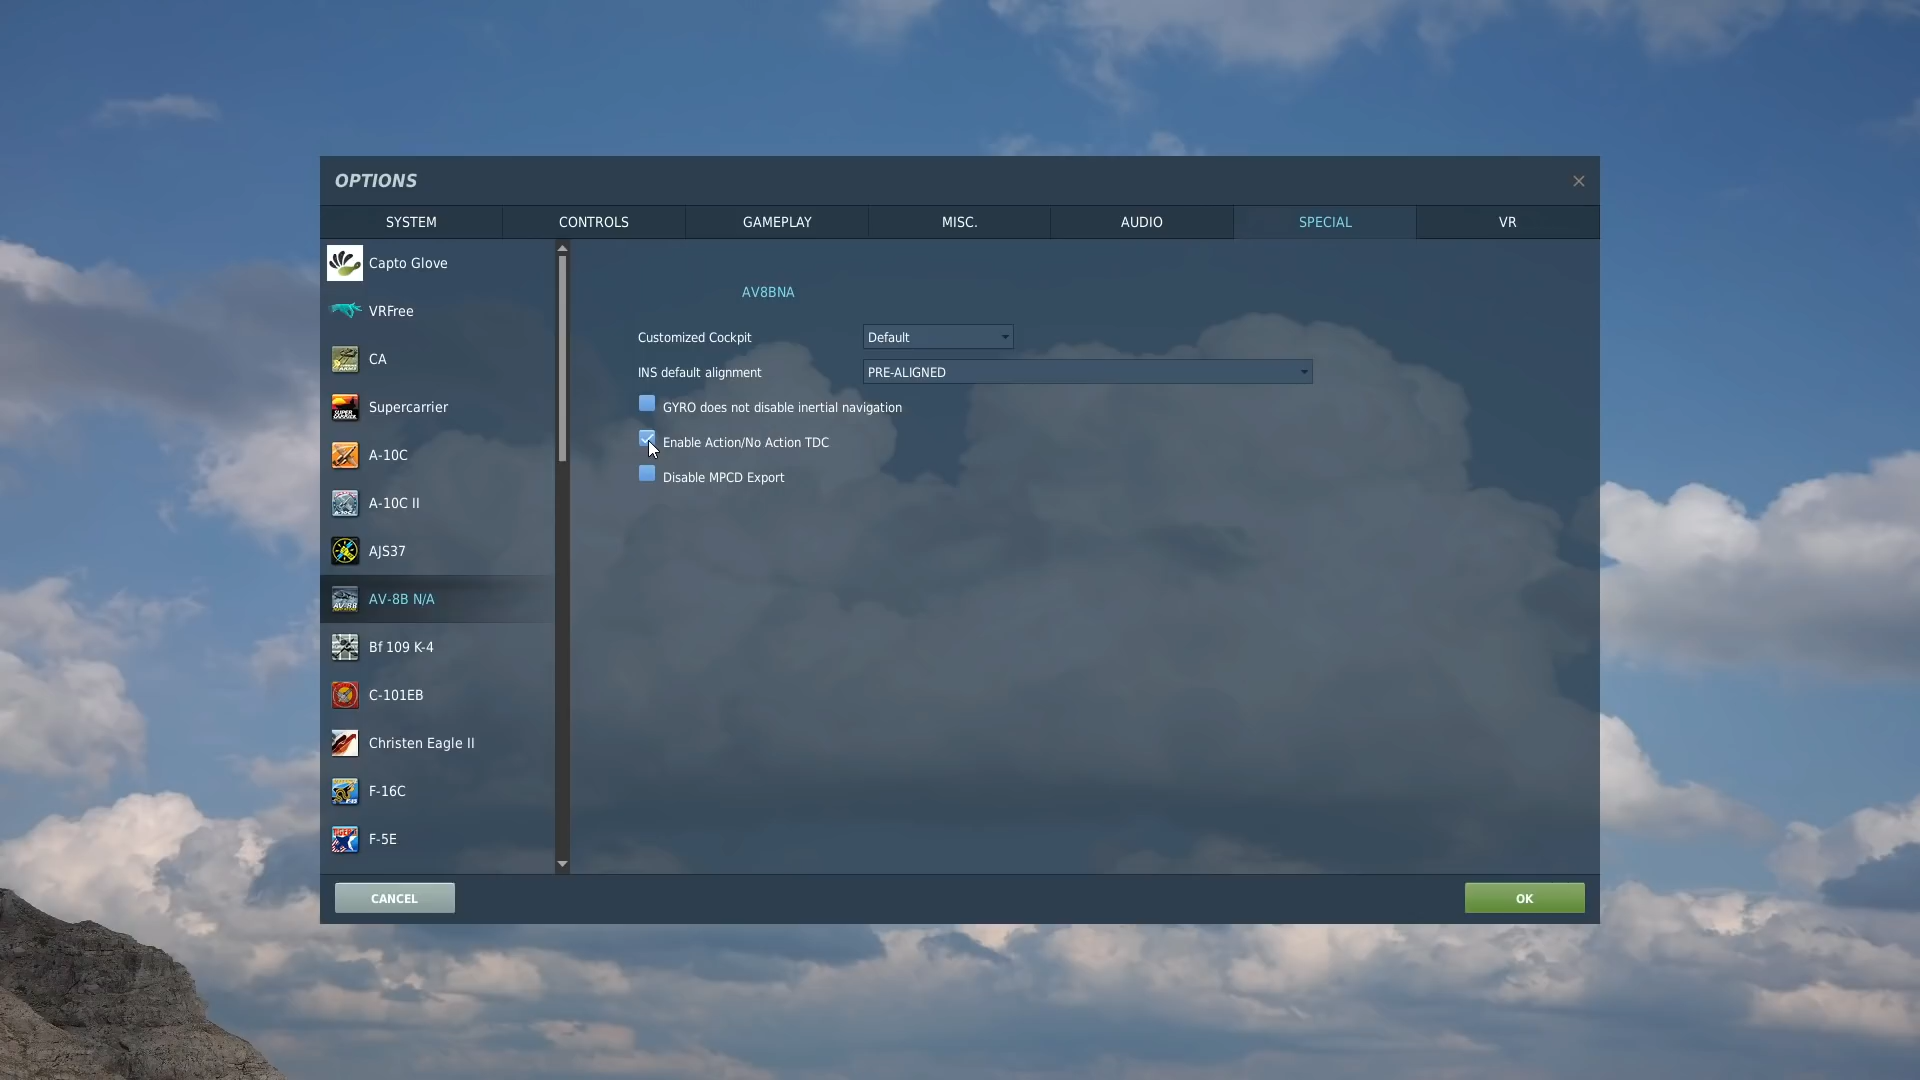 OPTIONS
SYSTEM CONTROLS GAMEPLAY MISC. AUDIO SPECIAL VR
Capto Glove
VRFree
CA
Supercarrier
A-10C
A-10C II
AJS37
AV-8B N/A
Bf 109 K-4
C-101EB
Christen Eagle II
F-16C
F-5E
AV8BNA
Customized Cockpit Default
INS default alignment PRE-ALIGNED
GYRO does not disable inertial navigation
Enable Action/No Action TDC
Disable MPCD Export
CANCEL OK